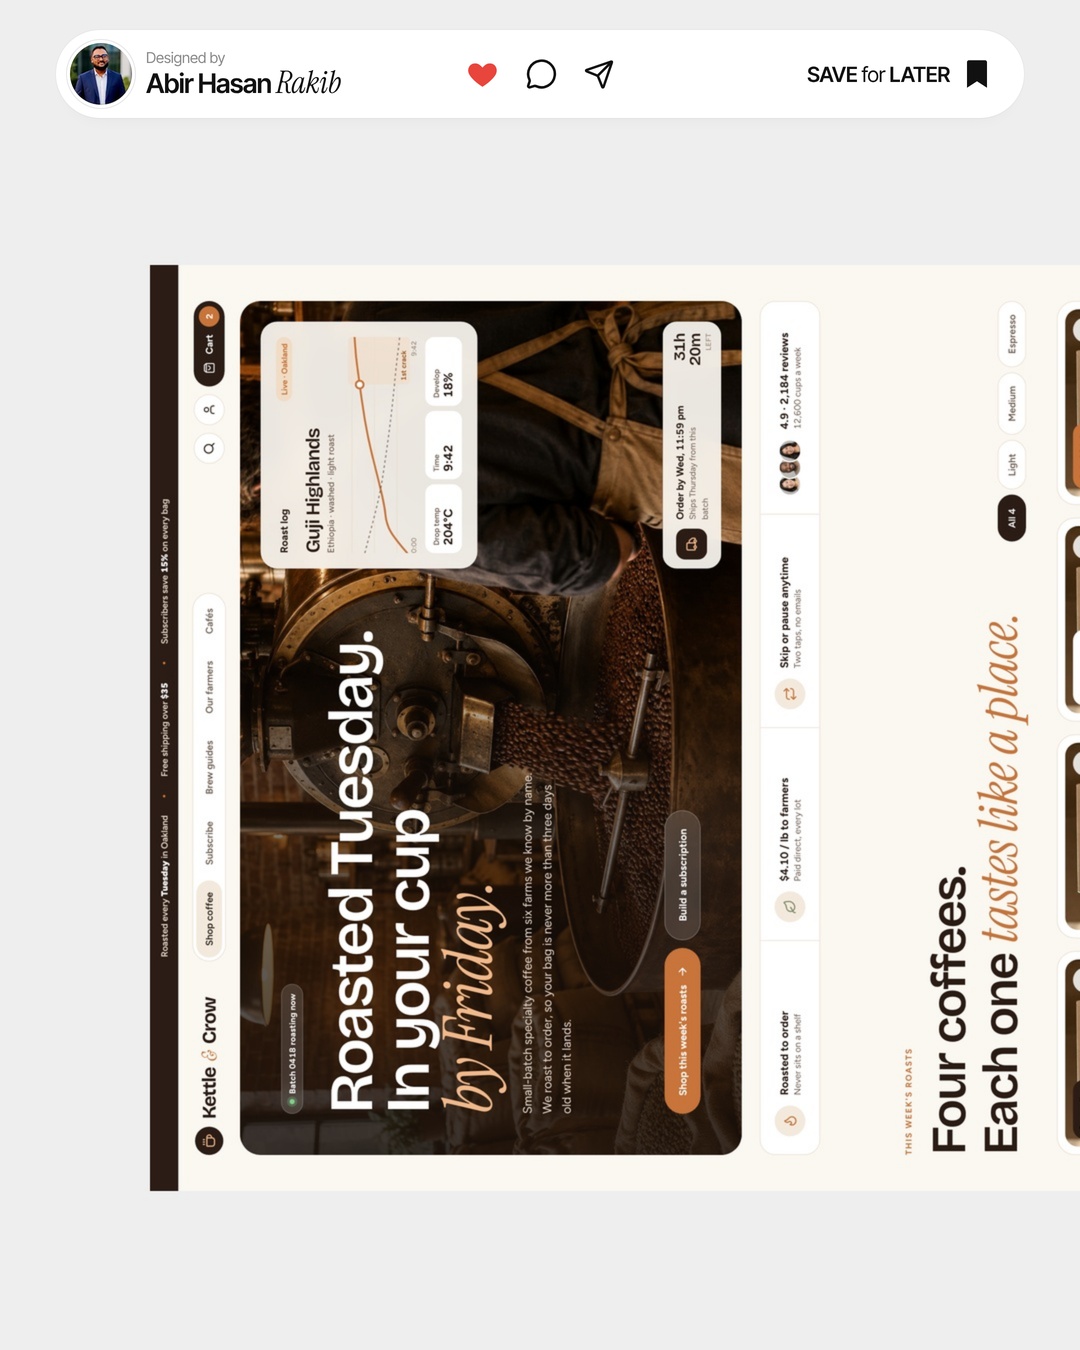 Designed by
Abir Hasan Rakib
SAVE for LATER
Roasted every Tuesday in Oakland • Free shipping over $35 • Subscribers save 15% on every bag
Kettle & Crow
Shop coffee
Subscribe
Brew guides
Our farmers
Cafés
Cart
2
Batch 0418 roasting now
Roasted Tuesday.
In your cup
by Friday.
Small-batch specialty coffee from six farms we know by name.
We roast to order, so your bag is never more than three days
old when it lands.
Shop this week's roasts →
Build a subscription
Roast log
Live · Oakland
Guji Highlands
Ethiopia · washed · light roast
1st crack
0:00
9:42
Drop temp
204°C
Time
9:42
Develop
18%
Order by Wed, 11:59 pm
Ships Thursday from this
batch
31h
20m
LEFT
Roasted to order
Never sits on a shelf
$4.10 / lb to farmers
Paid direct, every lot
Skip or pause anytime
Two taps, no emails
4.9 · 2,184 reviews
12,600 cups a week
THIS WEEK'S ROASTS
Four coffees.
Each one tastes like a place.
All 4
Light
Medium
Espresso